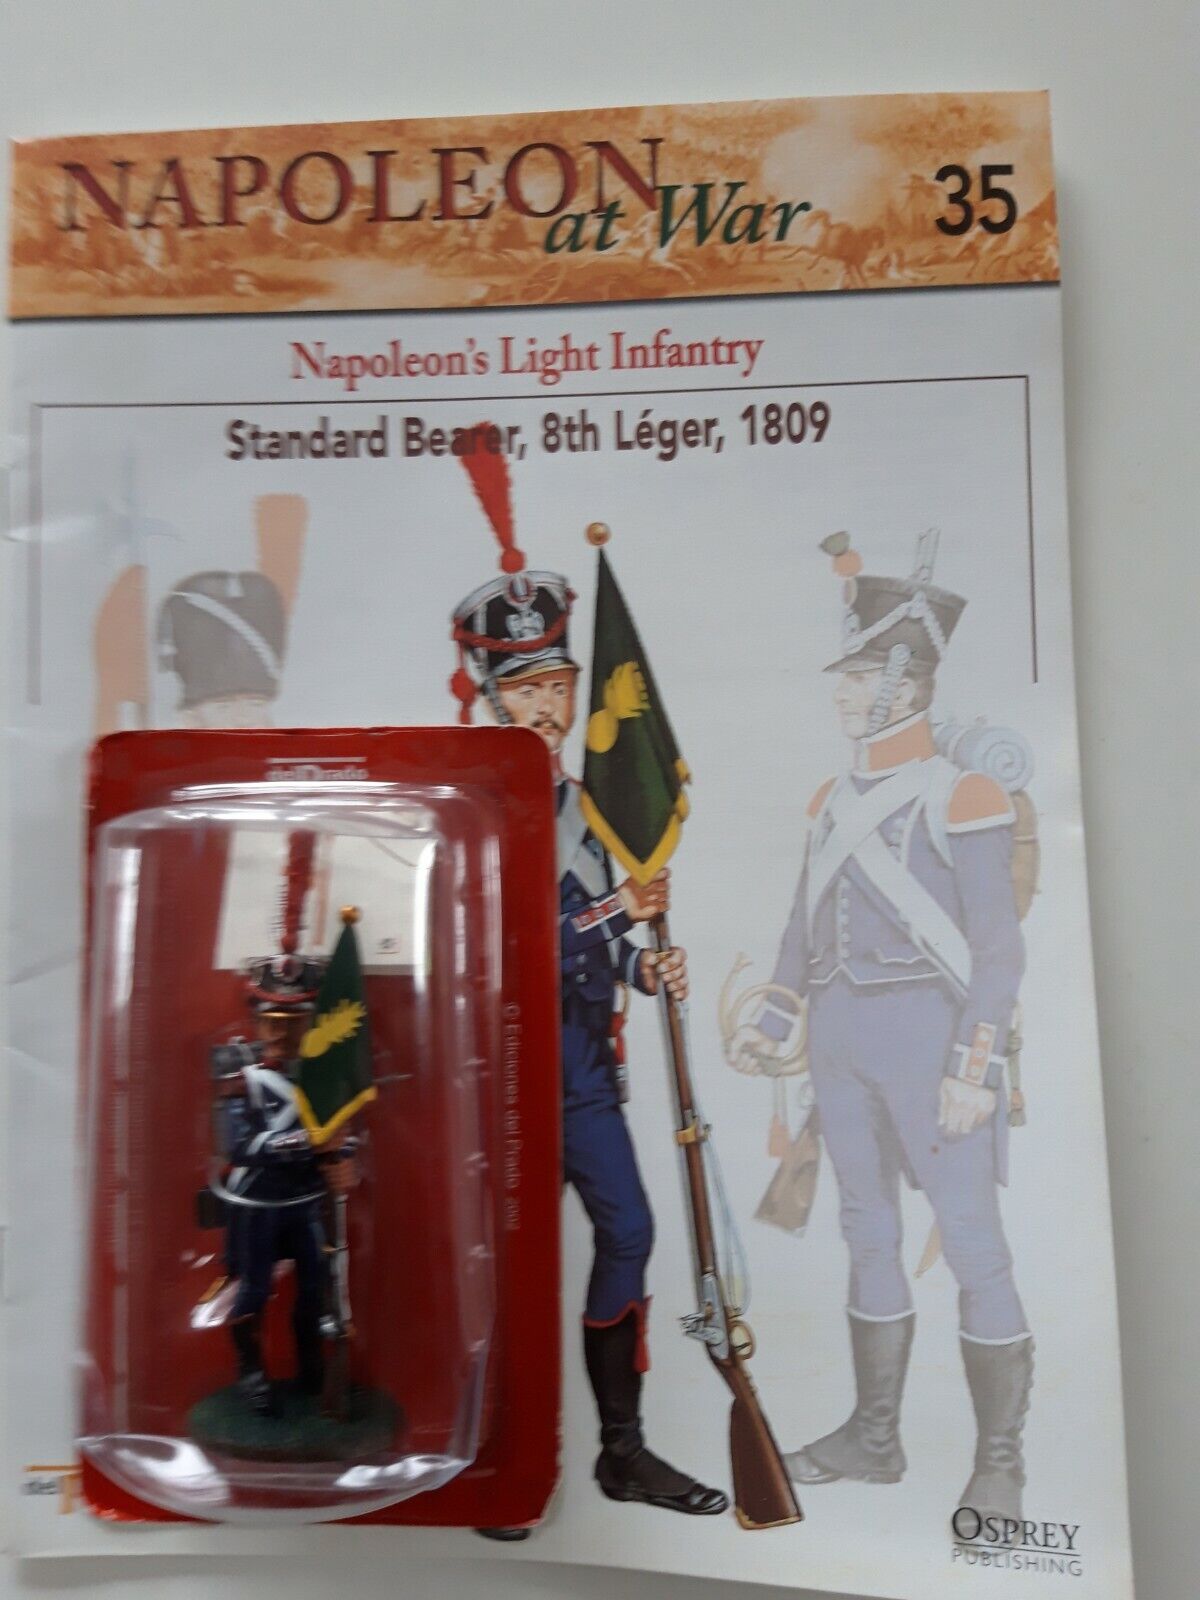 NAPOLEON
at War
35
Napoleon's Light Infantry
Standard Bearer, 8th Léger, 1809
delPrado
© Ediciones del Prado
OSPREY
PUBLISHING